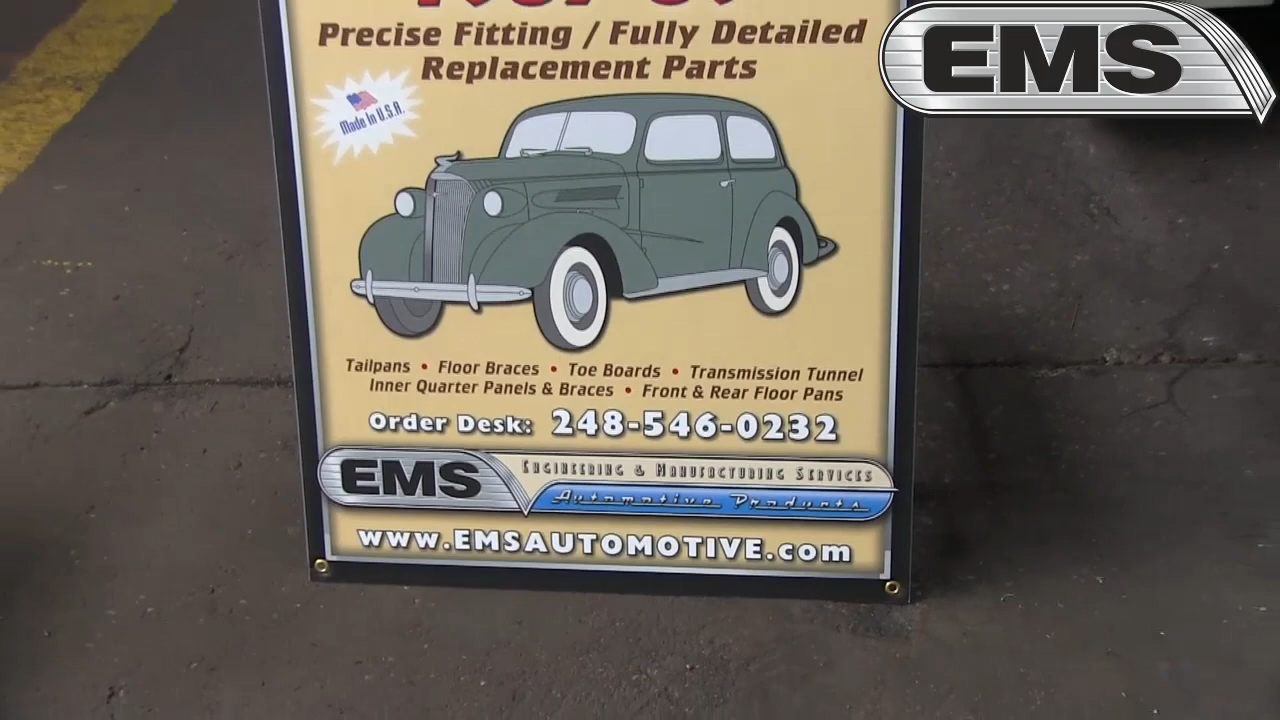 EMS
Precise Fitting / Fully Detailed
Replacement Parts
Made In U.S.A.
Tailpans • Floor Braces • Toe Boards • Transmission Tunnel
Inner Quarter Panels & Braces • Front & Rear Floor Pans
Order Desk: 248-546-0232
EMS Engineering & Manufacturing Services
Automotive Products
www.EMSAUTOMOTIVE.com